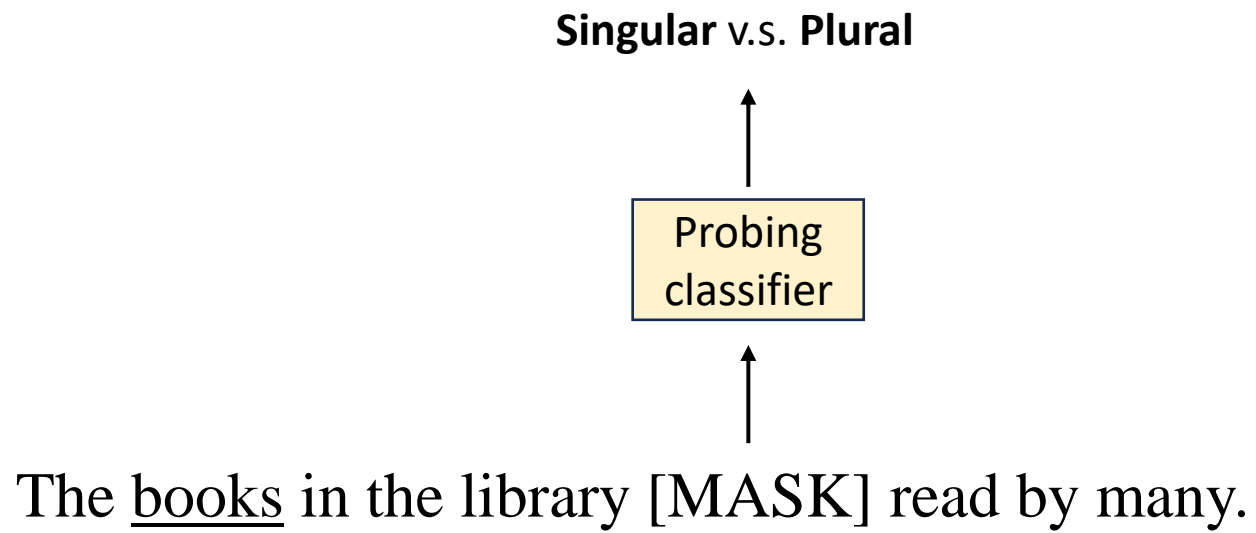 Singular v.s. Plural
Probing
classifier
The books in the library [MASK] read by many.